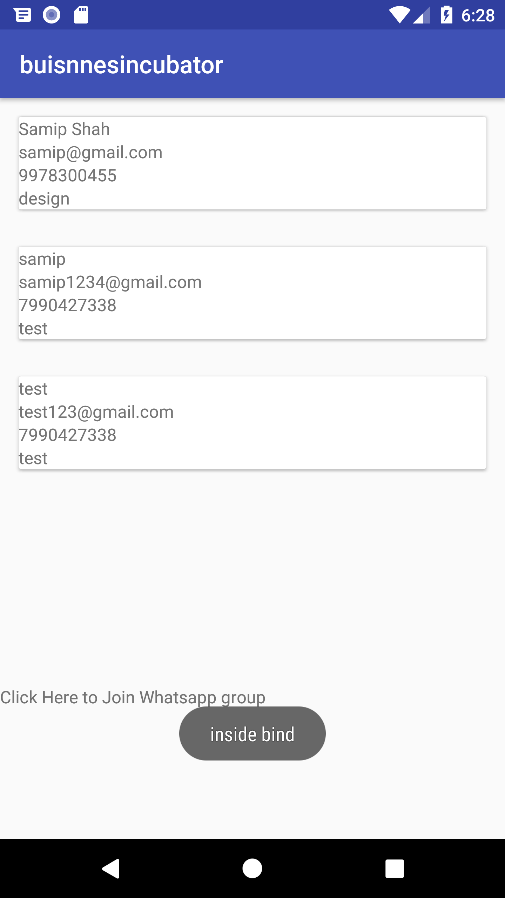 6:28
buisnnesincubator
Samip Shah
samip@gmail.com
9978300455
design
samip
samip1234@gmail.com
7990427338
test
test
test123@gmail.com
7990427338
test
Click Here to Join Whatsapp group
inside bind